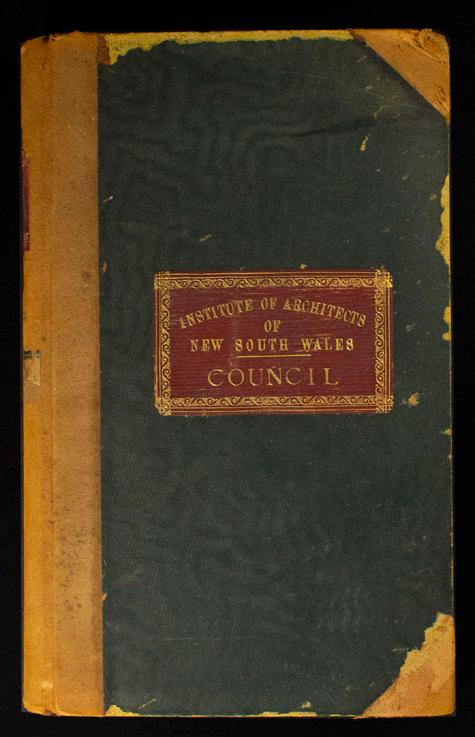 INSTITUTE OF ARCHITECTS
OF
NEW SOUTH WALES
COUNCIL